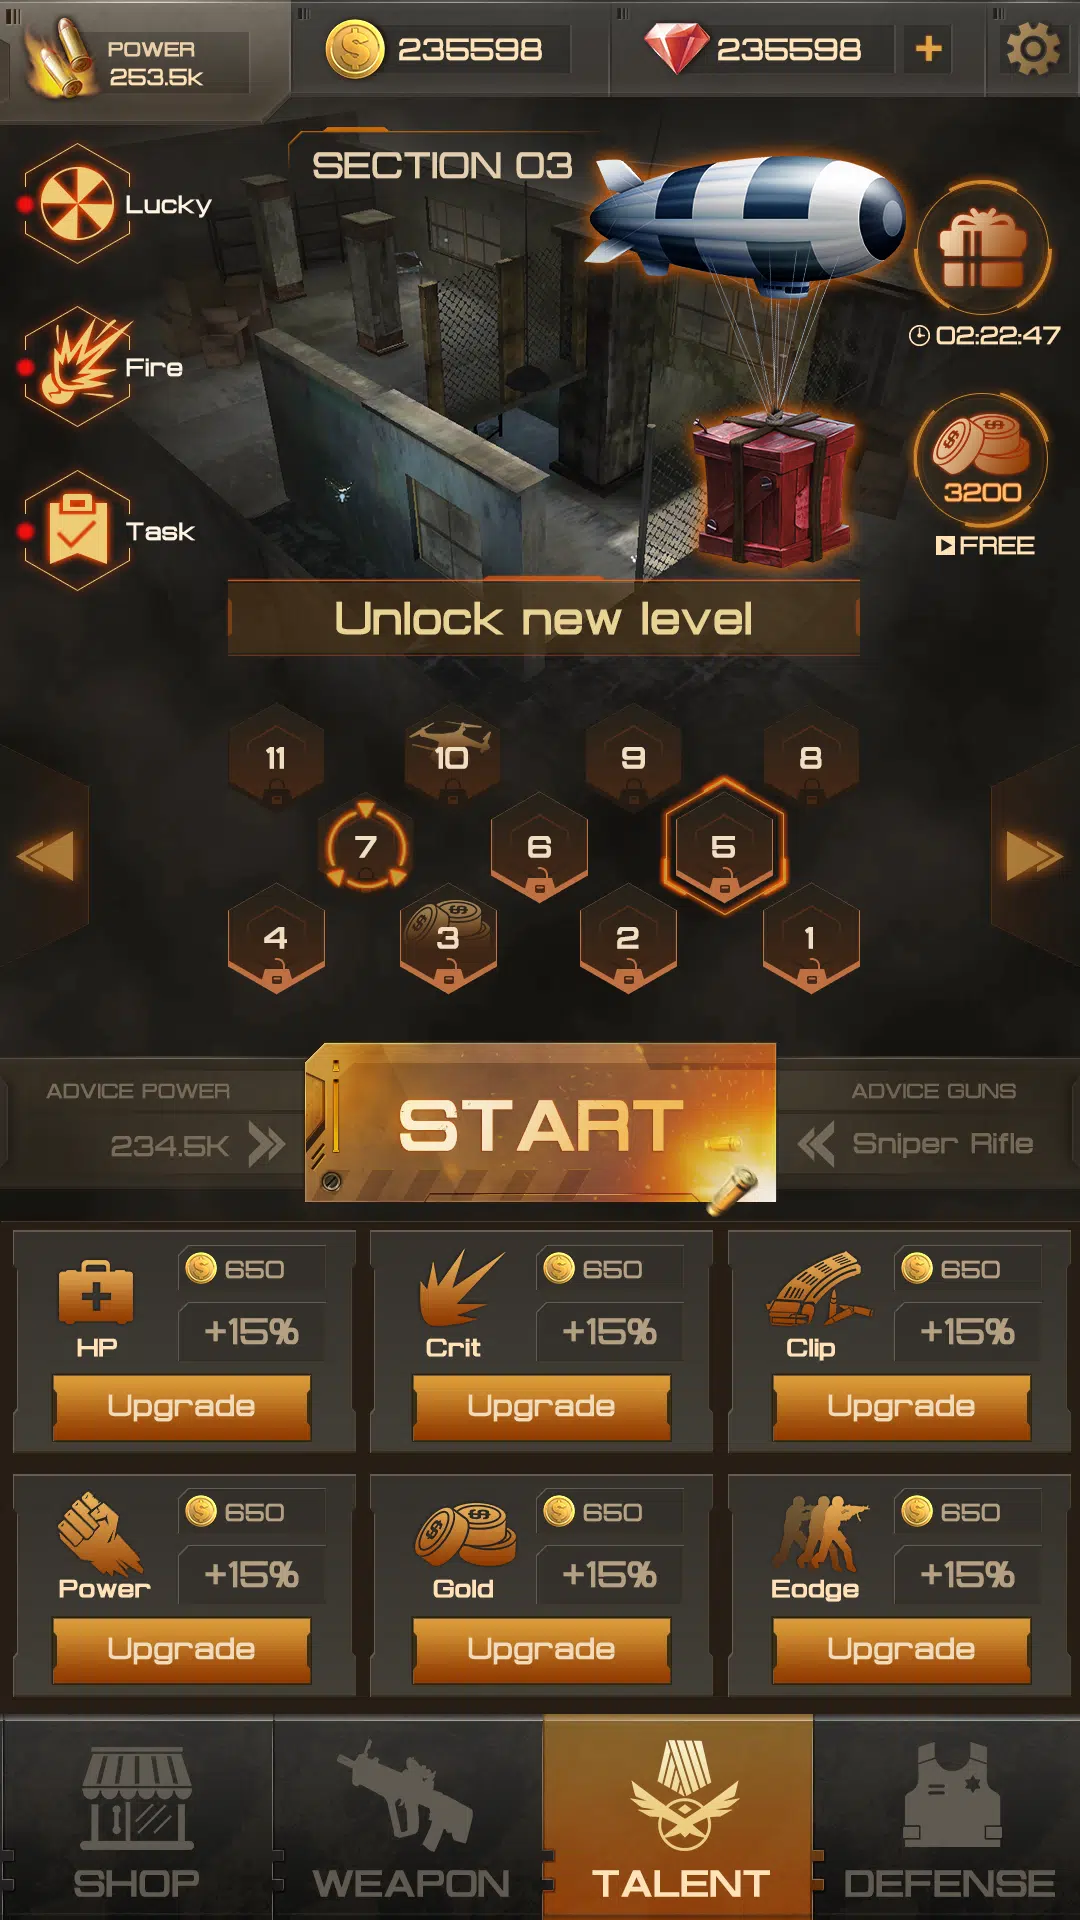 POWER
253.5k
235598
235598
SECTION 03
Lucky
Fire
Task
02:22:47
3200
FREE
Unlock new level
11
10
9
8
7
6
5
4
3
2
1
ADVICE POWER
234.5K
START
ADVICE GUNS
Sniper Rifle
HP
650
+15%
Upgrade
Crit
650
+15%
Upgrade
Clip
650
+15%
Upgrade
Power
650
+15%
Upgrade
Gold
650
+15%
Upgrade
Eodge
650
+15%
Upgrade
SHOP
WEAPON
TALENT
DEFENSE